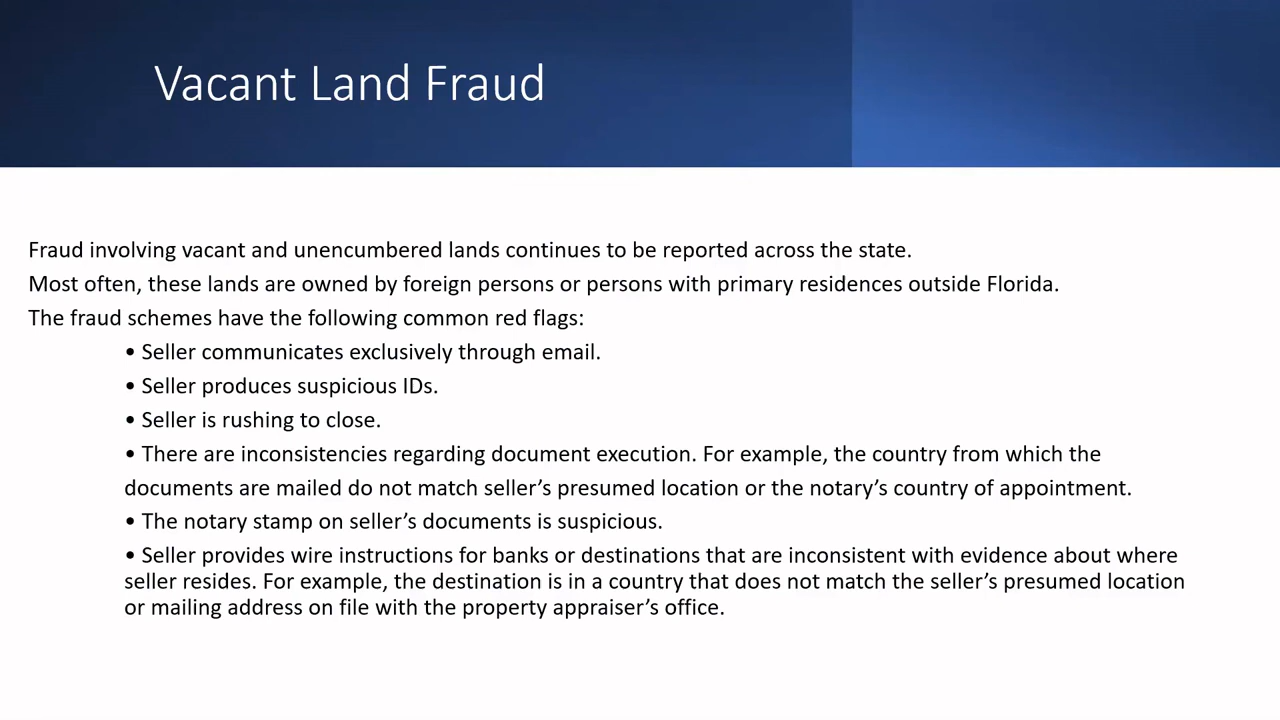 Vacant Land Fraud
Fraud involving vacant and unencumbered lands continues to be reported across the state.
Most often, these lands are owned by foreign persons or persons with primary residences outside Florida.
The fraud schemes have the following common red flags:
• Seller communicates exclusively through email.
• Seller produces suspicious IDs.
• Seller is rushing to close.
• There are inconsistencies regarding document execution. For example, the country from which the
documents are mailed do not match seller’s presumed location or the notary’s country of appointment.
• The notary stamp on seller’s documents is suspicious.
• Seller provides wire instructions for banks or destinations that are inconsistent with evidence about where
seller resides. For example, the destination is in a country that does not match the seller’s presumed location
or mailing address on file with the property appraiser’s office.